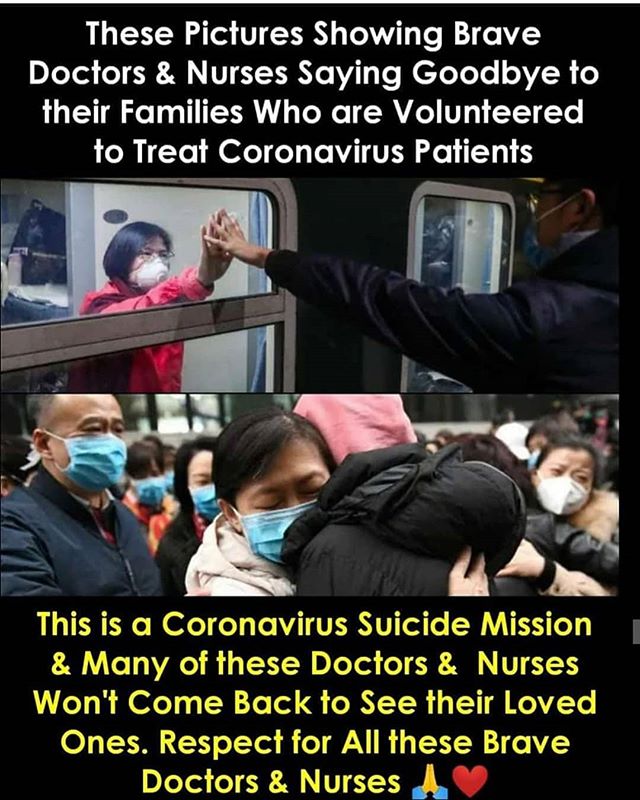 These Pictures Showing Brave
Doctors & Nurses Saying Goodbye to
their Families Who are Volunteered
to Treat Coronavirus Patients
This is a Coronavirus Suicide Mission
& Many of these Doctors & Nurses
Won't Come Back to See their Loved
Ones. Respect for All these Brave
Doctors & Nurses 🙏❤️